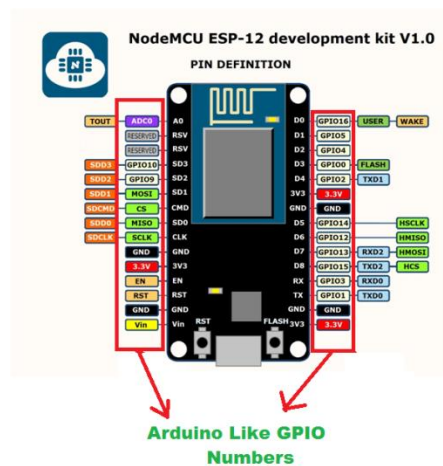 NodeMCU ESP-12 development kit V1.0
PIN DEFINITION
TOUT ADC0 A0 D0 GPIO16 USER WAKE
RESERVED RSV D1 GPIO5
RESERVED RSV D2 GPIO4
SDD3 GPIO10 SD3 D3 GPIO0 FLASH
SDD2 GPIO9 SD2 D4 GPIO2 TXD1
SDD1 MOSI SD1 3V3 3.3V
SDCMD CS CMD GND GND
SDD0 MISO SD0 D5 GPIO14 HSCLK
SDCLK SCLK CLK D6 GPIO12 HMISO
GND GND D7 GPIO13 RXD2 HMOSI
3.3V 3V3 D8 GPIO15 TXD2 HCS
EN EN RX GPIO3 RXD0
RST RST TX GPIO1 TXD0
GND GND GND GND
Vin Vin RST FLASH 3V3 3.3V
Arduino Like GPIO
Numbers